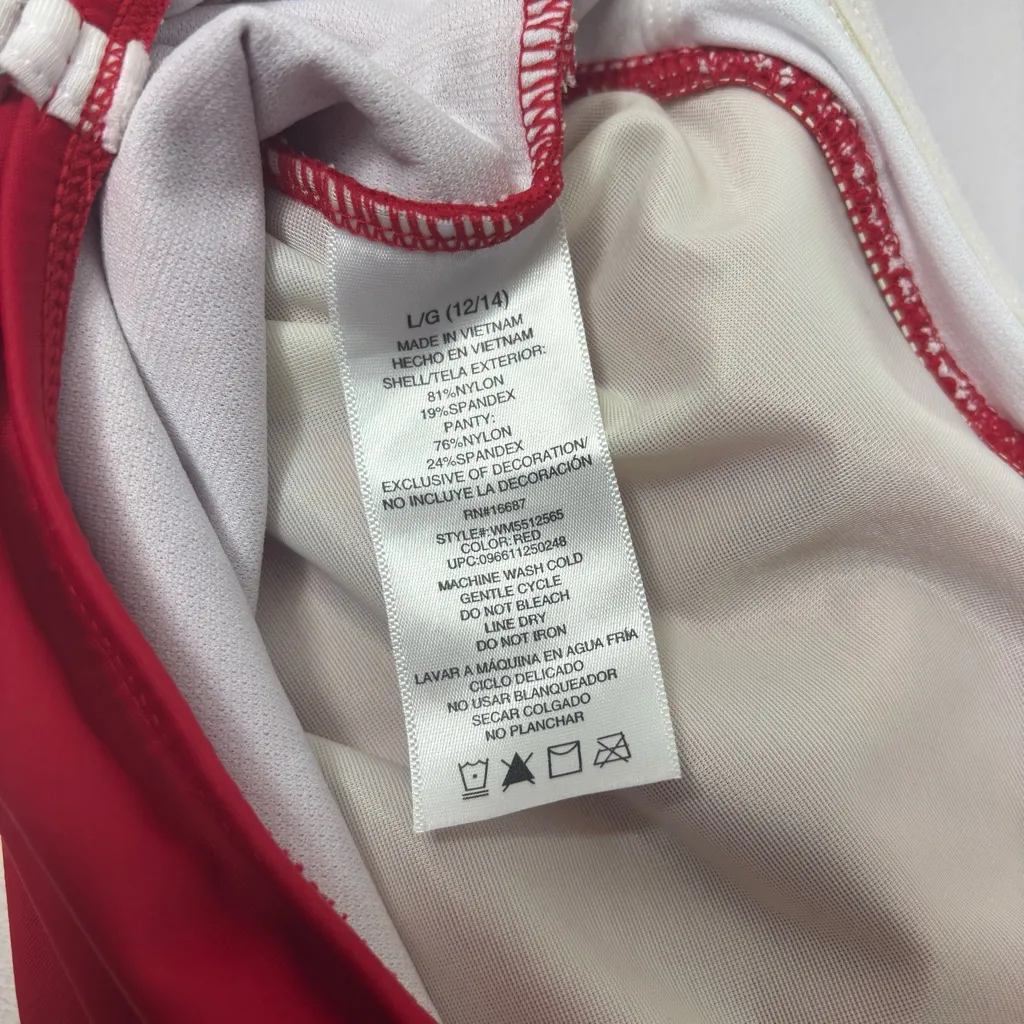 L/G (12/14)
MADE IN VIETNAM
HECHO EN VIETNAM
SHELL/TELA EXTERIOR:
81%NYLON
19%SPANDEX
PANTY:
76%NYLON
24%SPANDEX
EXCLUSIVE OF DECORATION/
NO INCLUYE LA DECORACIÓN
RN#16687
STYLE#:WM5512565
COLOR:RED
UPC:096611250248
MACHINE WASH COLD
GENTLE CYCLE
DO NOT BLEACH
LINE DRY
DO NOT IRON
LAVAR A MÁQUINA EN AGUA FRÍA
CICLO DELICADO
NO USAR BLANQUEADOR
SECAR COLGADO
NO PLANCHAR